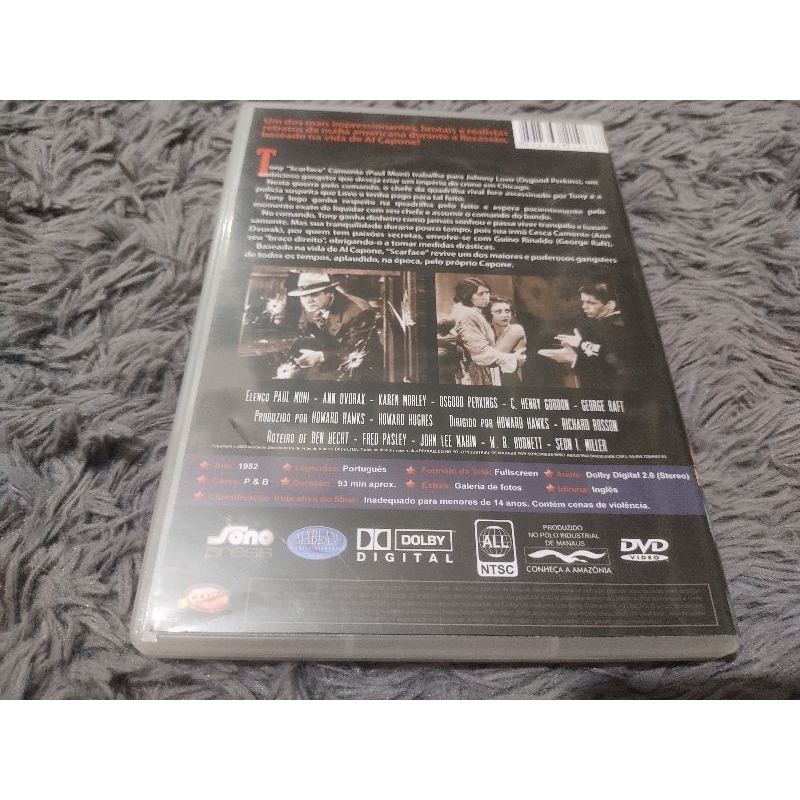 Um dos mais impressionantes, brutais e realistas
retratos da máfia americana durante a Recessão,
baseado na vida de Al Capone!
Tony "Scarface" Camonte (Paul Muni) trabalha para Johnny Lovo (Osgood Perkins), um
ambicioso gangster que deseja criar um império do crime em Chicago.
Nesta guerra pelo comando, o chefe da quadrilha rival fora assassinado por Tony e a
polícia suspeita que Lovo o tenha pago para tal feito.
Tony logo ganha respeito na quadrilha pelo feito e espera pacientemente pelo
momento exato de liquidar com seu chefe e assumir o comando do bando.
No comando, Tony ganha dinheiro como jamais sonhou e passa viver tranquilo e luxuo-
samente. Mas sua tranquilidade duraria pouco tempo, pois sua irmã Cesca Camonte (Ann
Dvorak), por quem tem paixões secretas, envolve-se com Guino Rinaldo (George Raft),
seu "braço direito", obrigando-o a tomar medidas drásticas.
Baseado na vida de Al Capone, "Scarface" revive um dos maiores e poderosos gangsters
de todos os tempos, aplaudido, na época, pelo próprio Capone.
Elenco PAUL MUNI - ANN DVORAK - KAREN MORLEY - OSGOOD PERKINGS - C. HENRY GORDON - GEORGE RAFT
Produzido por HOWARD HAWKS - HOWARD HUGHES Dirigido por HOWARD HAWKS - RICHARD ROSSON
Roteiro de BEN HECHT - FRED PASLEY - JOHN LEE MAHIN - W. R. BURNETT - SEON I. MILLER
Ano: 1952 Legendas: Português Formato da Tela: Fullscreen Audio: Dolby Digital 2.0 (Stereo)
Cores: P & B Duração: 93 min aprox. Extras: Galeria de fotos Idioma: Inglês
Classificação Indicativa do filme: Inadequado para menores de 14 anos. Contém cenas de violência.
Sono press
DOLBY
DIGITAL
ALL
NTSC
PRODUZIDO
NO POLO INDUSTRIAL
DE MANAUS
CONHEÇA A AMAZÔNIA
DVD
VIDEO